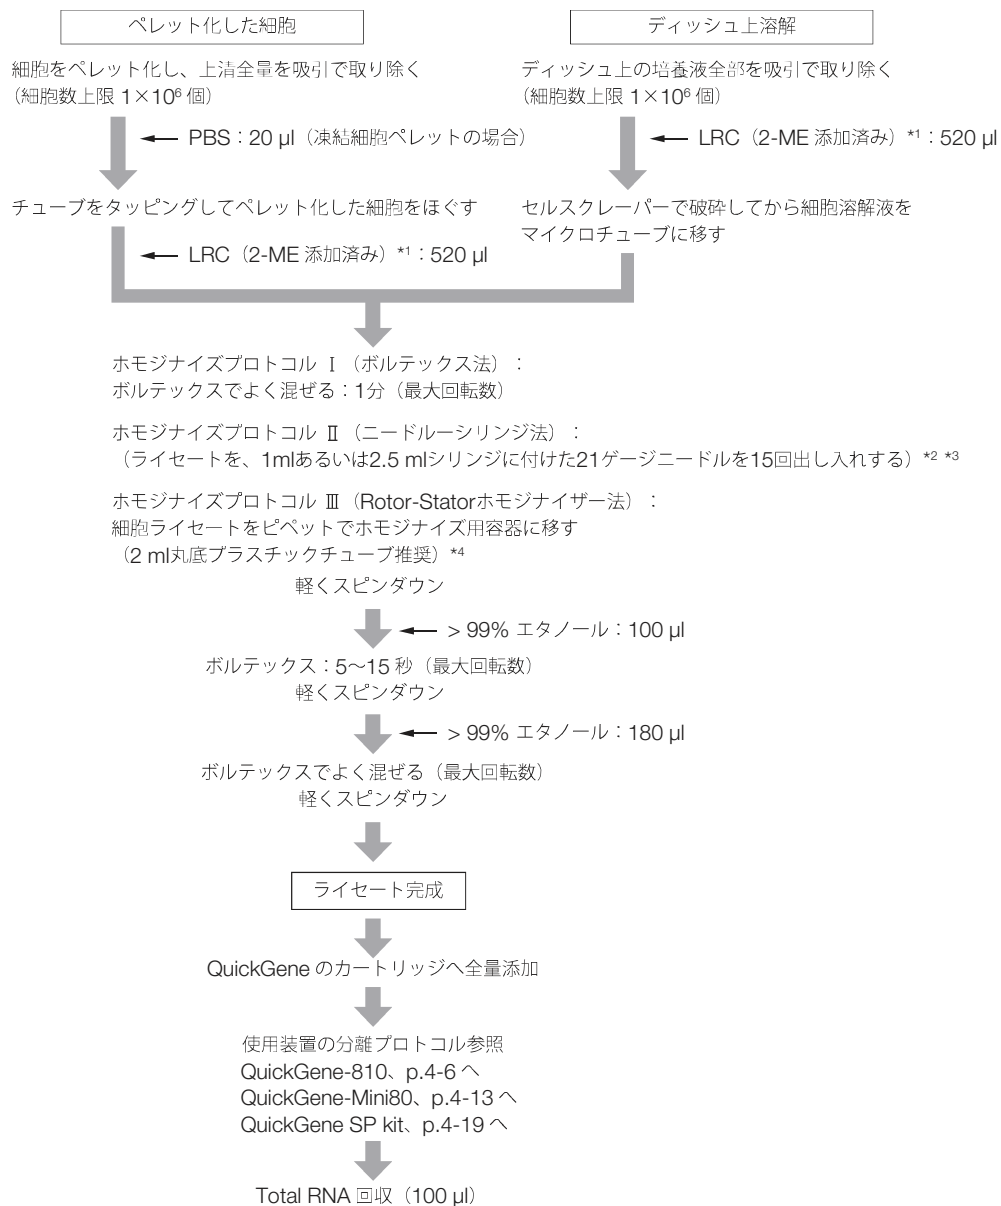 ペレット化した細胞
細胞をペレット化し、上清全量を吸引で取り除く
（細胞数上限 1×10⁶ 個）
PBS：20 µl（凍結細胞ペレットの場合）
チューブをタッピングしてペレット化した細胞をほぐす
LRC（2-ME 添加済み）*1：520 µl
ディッシュ上溶解
ディッシュ上の培養液全部を吸引で取り除く
（細胞数上限 1×10⁶ 個）
LRC（2-ME 添加済み）*1：520 µl
セルスクレーパーで破砕してから細胞溶解液を
マイクロチューブに移す
ホモジナイズプロトコル Ⅰ（ボルテックス法）：
ボルテックスでよく混ぜる：1分（最大回転数）
ホモジナイズプロトコル Ⅱ（ニードルーシリンジ法）：
（ライセートを、1mlあるいは2.5 mlシリンジに付けた21ゲージニードルを15回出し入れする）*2 *3
ホモジナイズプロトコル Ⅲ（Rotor-Statorホモジナイザー法）：
細胞ライセートをピペットでホモジナイズ用容器に移す
（2 ml丸底プラスチックチューブ推奨）*4
軽くスピンダウン
> 99% エタノール：100 µl
ボルテックス：5〜15 秒（最大回転数）
軽くスピンダウン
> 99% エタノール：180 µl
ボルテックスでよく混ぜる（最大回転数）
軽くスピンダウン
ライセート完成
QuickGene のカートリッジへ全量添加
使用装置の分離プロトコル参照
QuickGene-810、p.4-6 へ
QuickGene-Mini80、p.4-13 へ
QuickGene SP kit、p.4-19 へ
Total RNA 回収（100 µl）